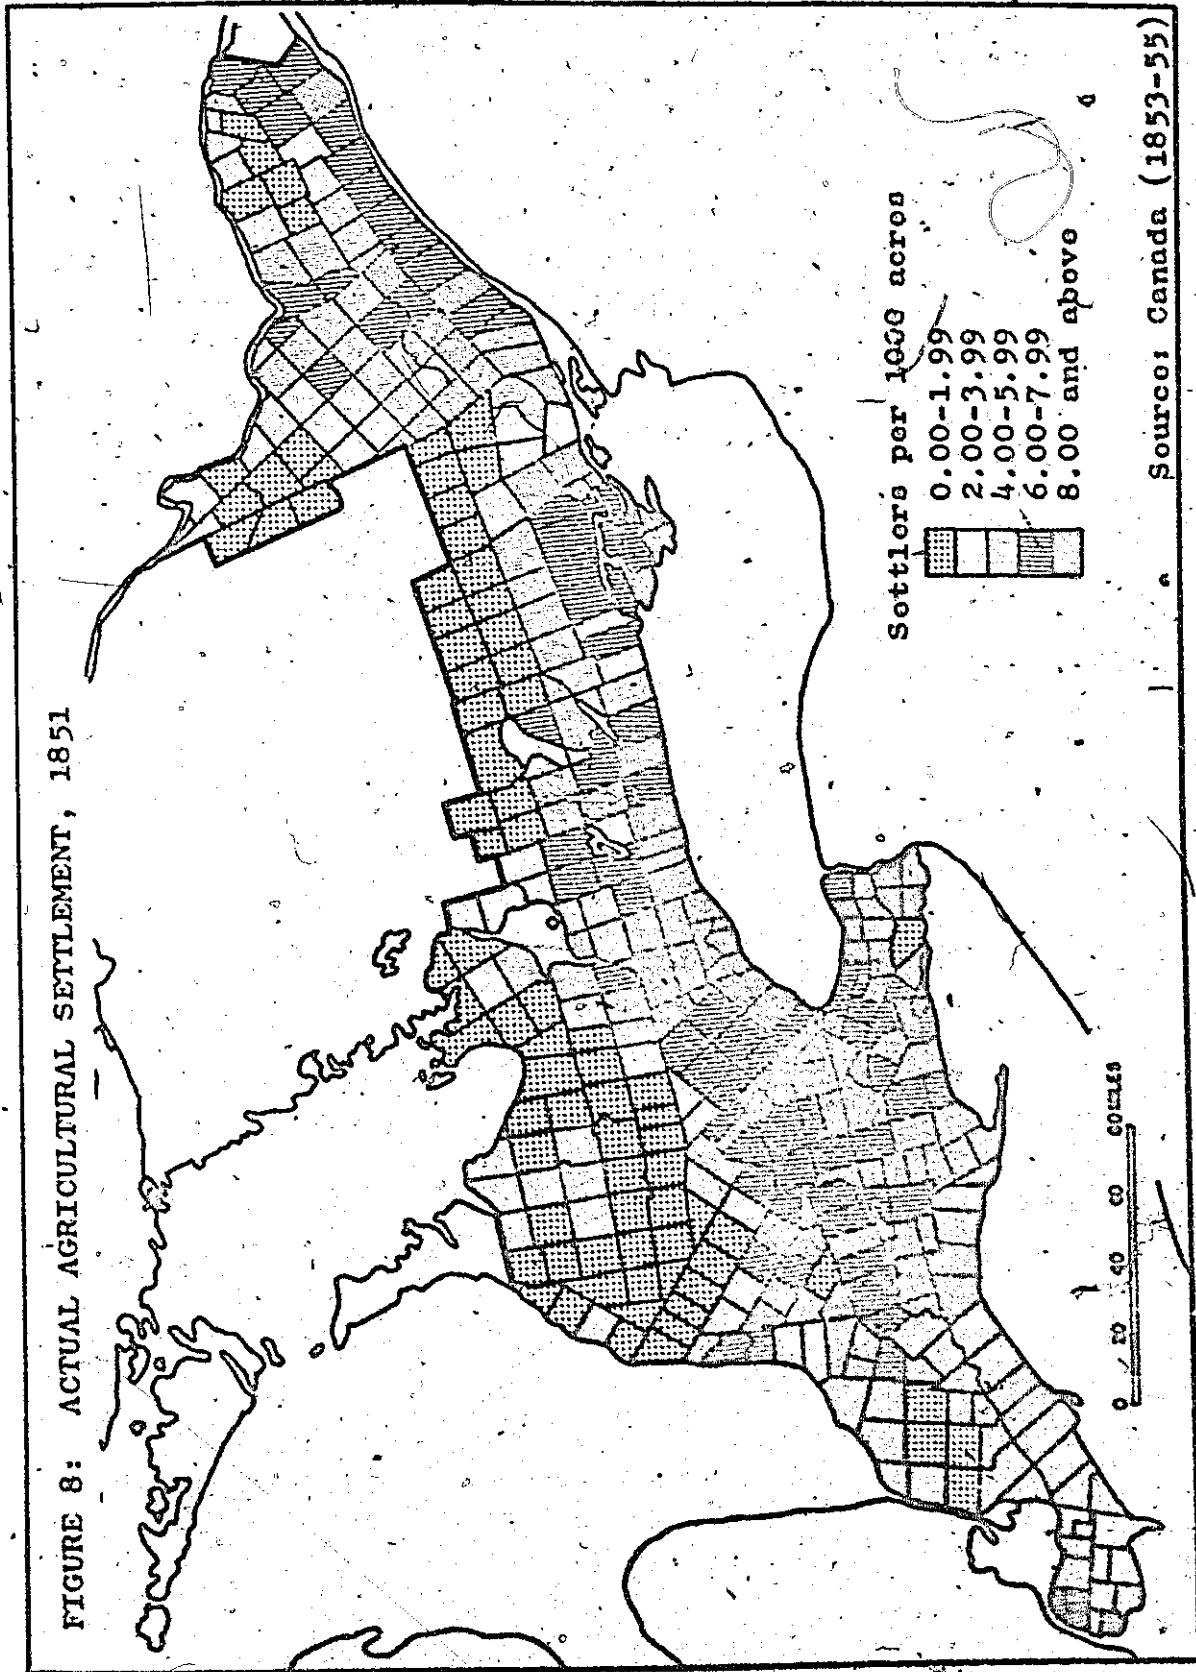 FIGURE 8: ACTUAL AGRICULTURAL SETTLEMENT, 1851
Settlers per 1000 acres
0.00-1.99
2.00-3.99
4.00-5.99
6.00-7.99
8.00 and above
0 20 40 60 80 MILES
Source: Canada (1853-55)